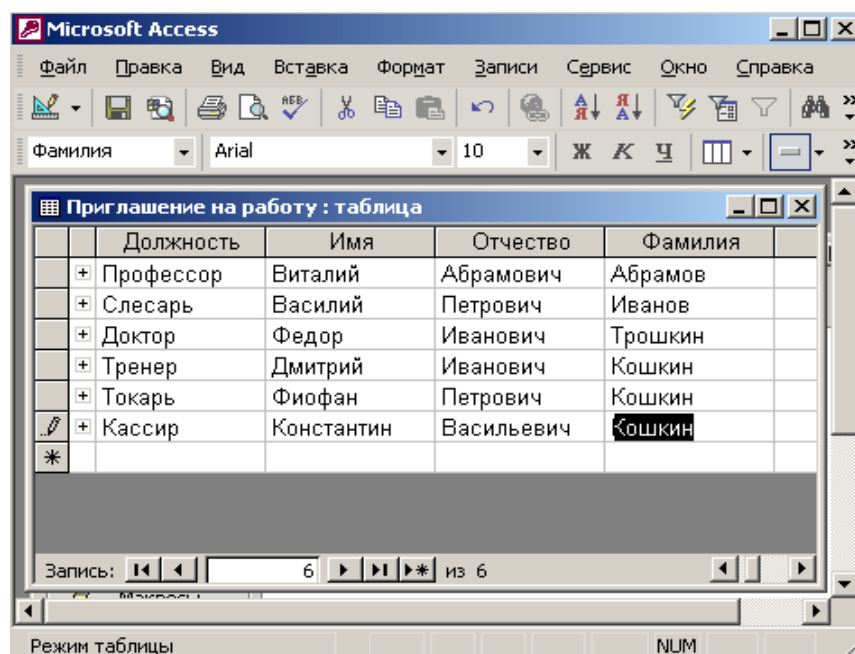 Microsoft Access
Файл Правка Вид Вставка Формат Записи Сервис Окно Справка
Фамилия Arial 10 Ж К Ч
Приглашение на работу : таблица
Должность Имя Отчество Фамилия
Профессор Виталий Абрамович Абрамов
Слесарь Василий Петрович Иванов
Доктор Федор Иванович Трошкин
Тренер Дмитрий Иванович Кошкин
Токарь Фиофан Петрович Кошкин
Кассир Константин Васильевич Кошкин
Запись: 6 из 6
Режим таблицы NUM